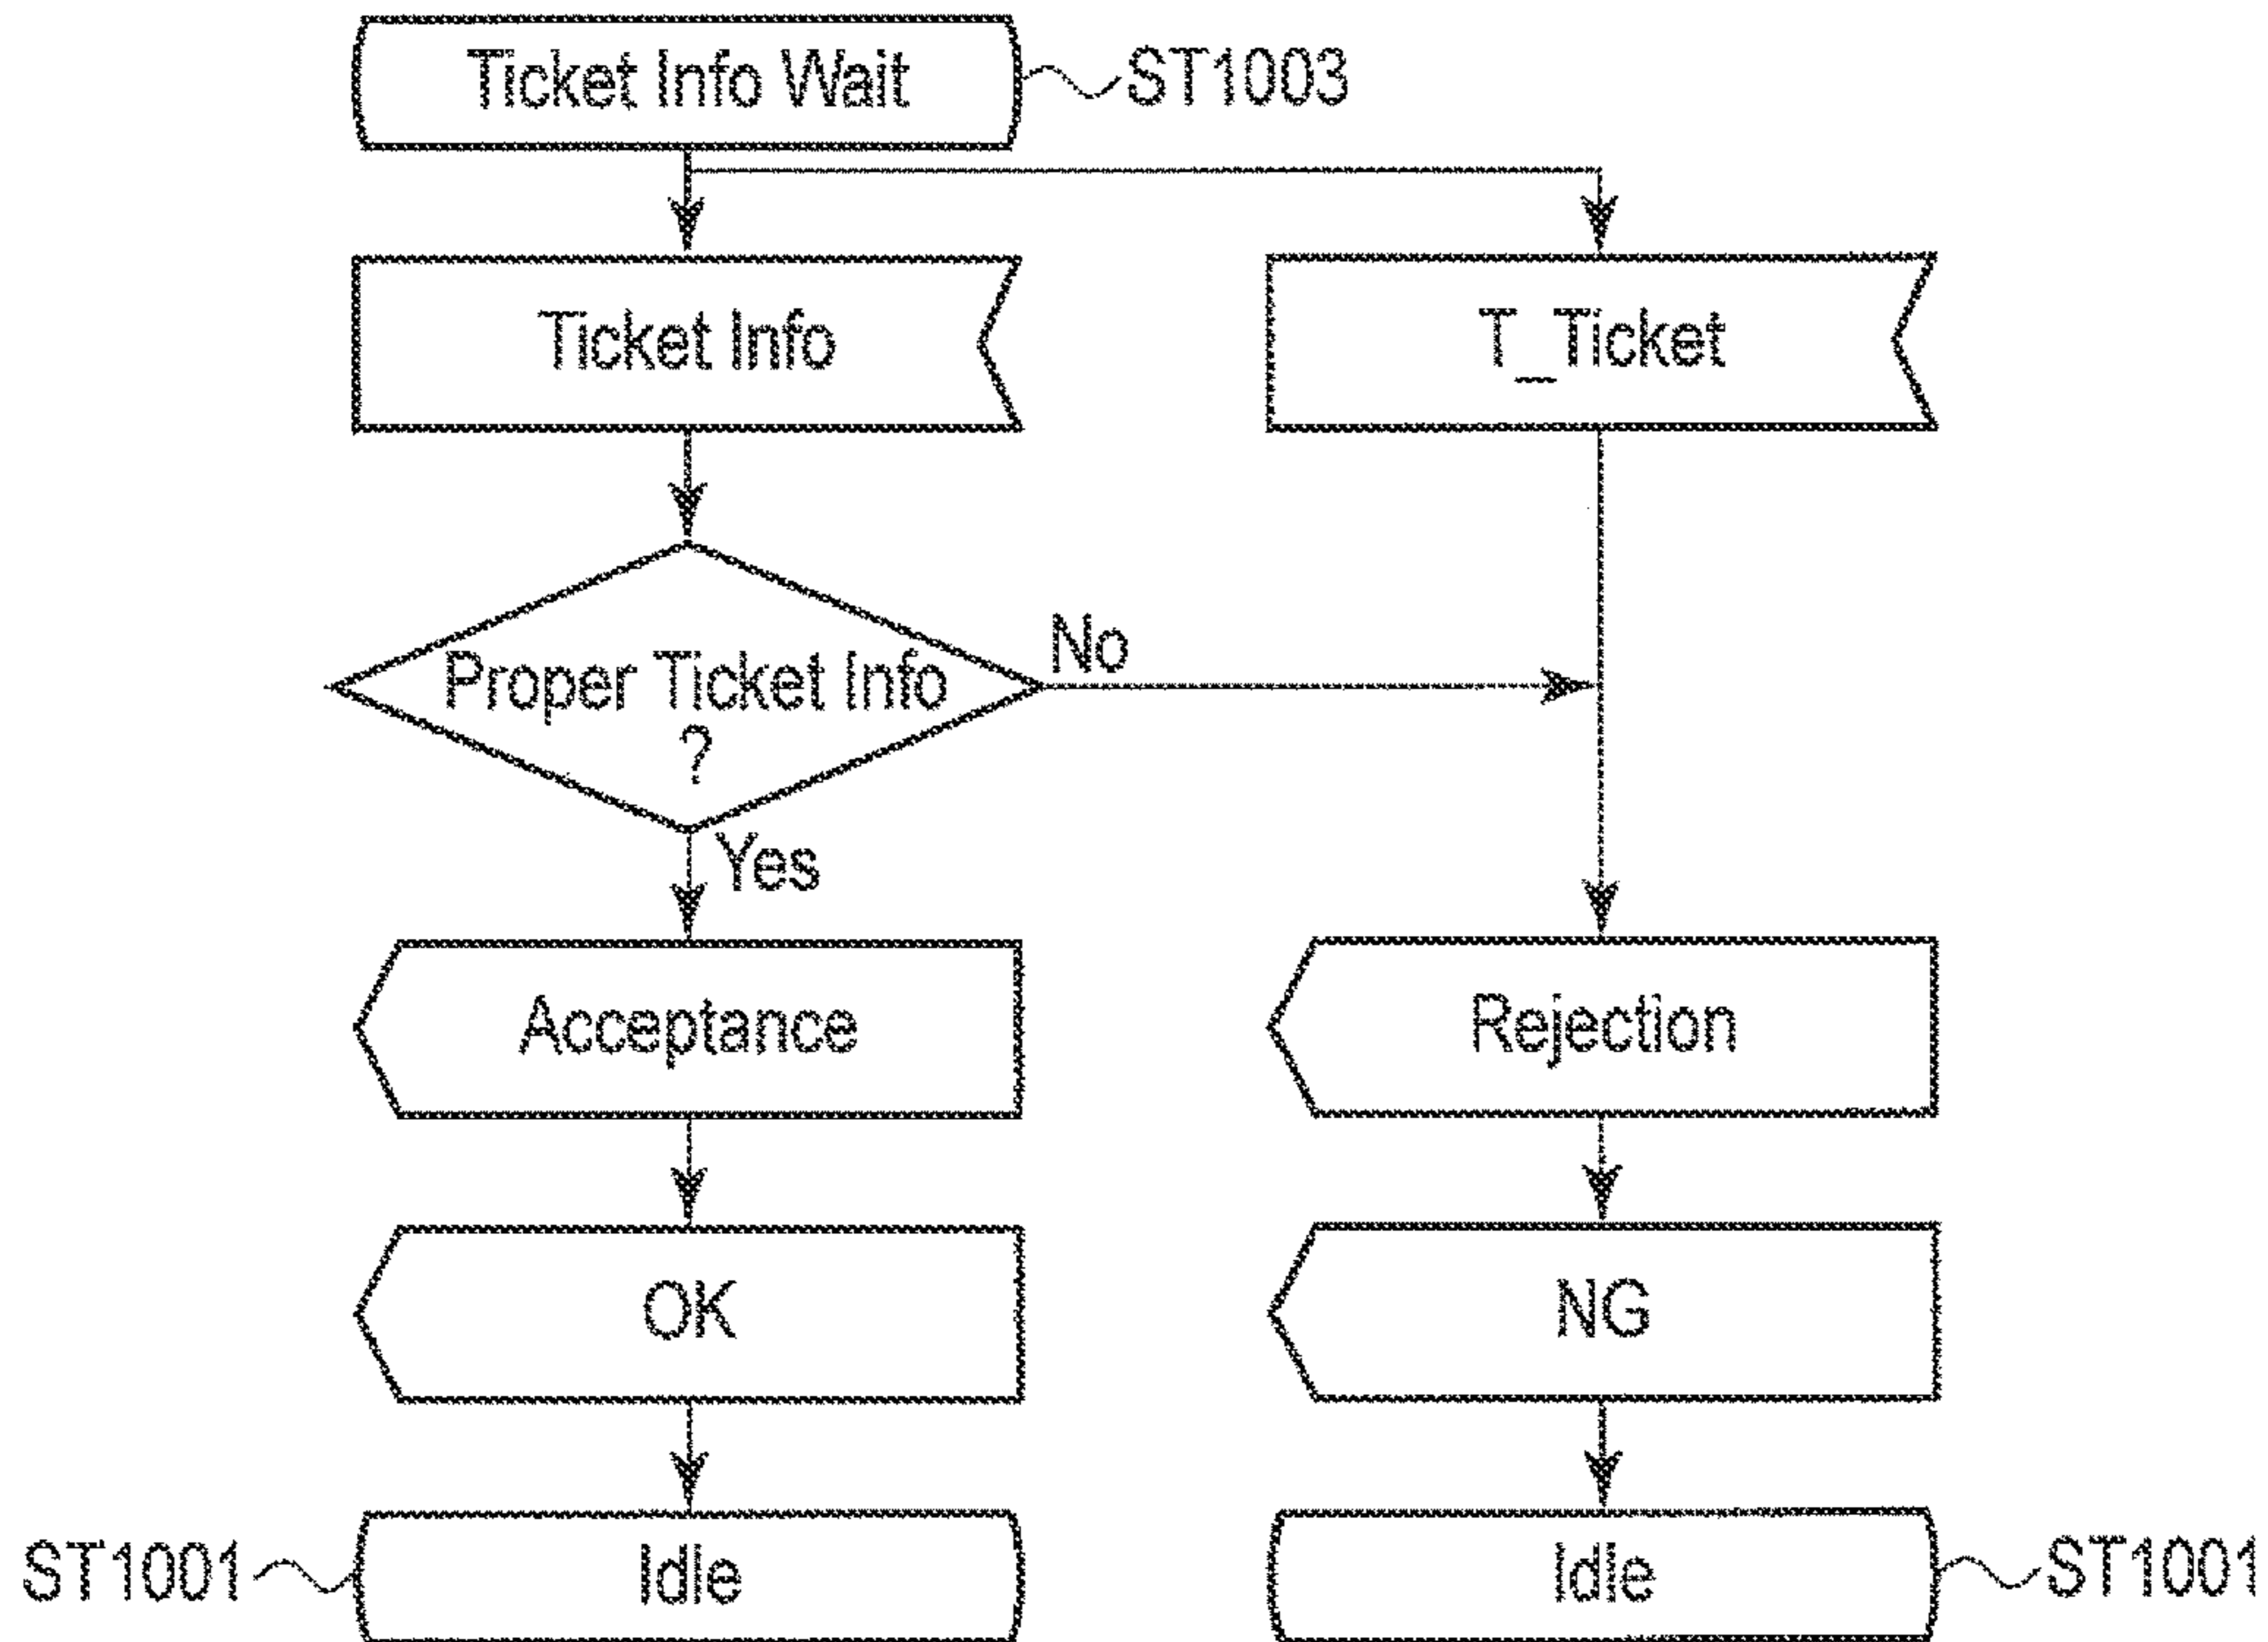 Ticket Info Wait
ST1003
Ticket Info
T_Ticket
Proper Ticket Info
?
No
Yes
Acceptance
Rejection
OK
NG
ST1001
Idle
Idle
ST1001